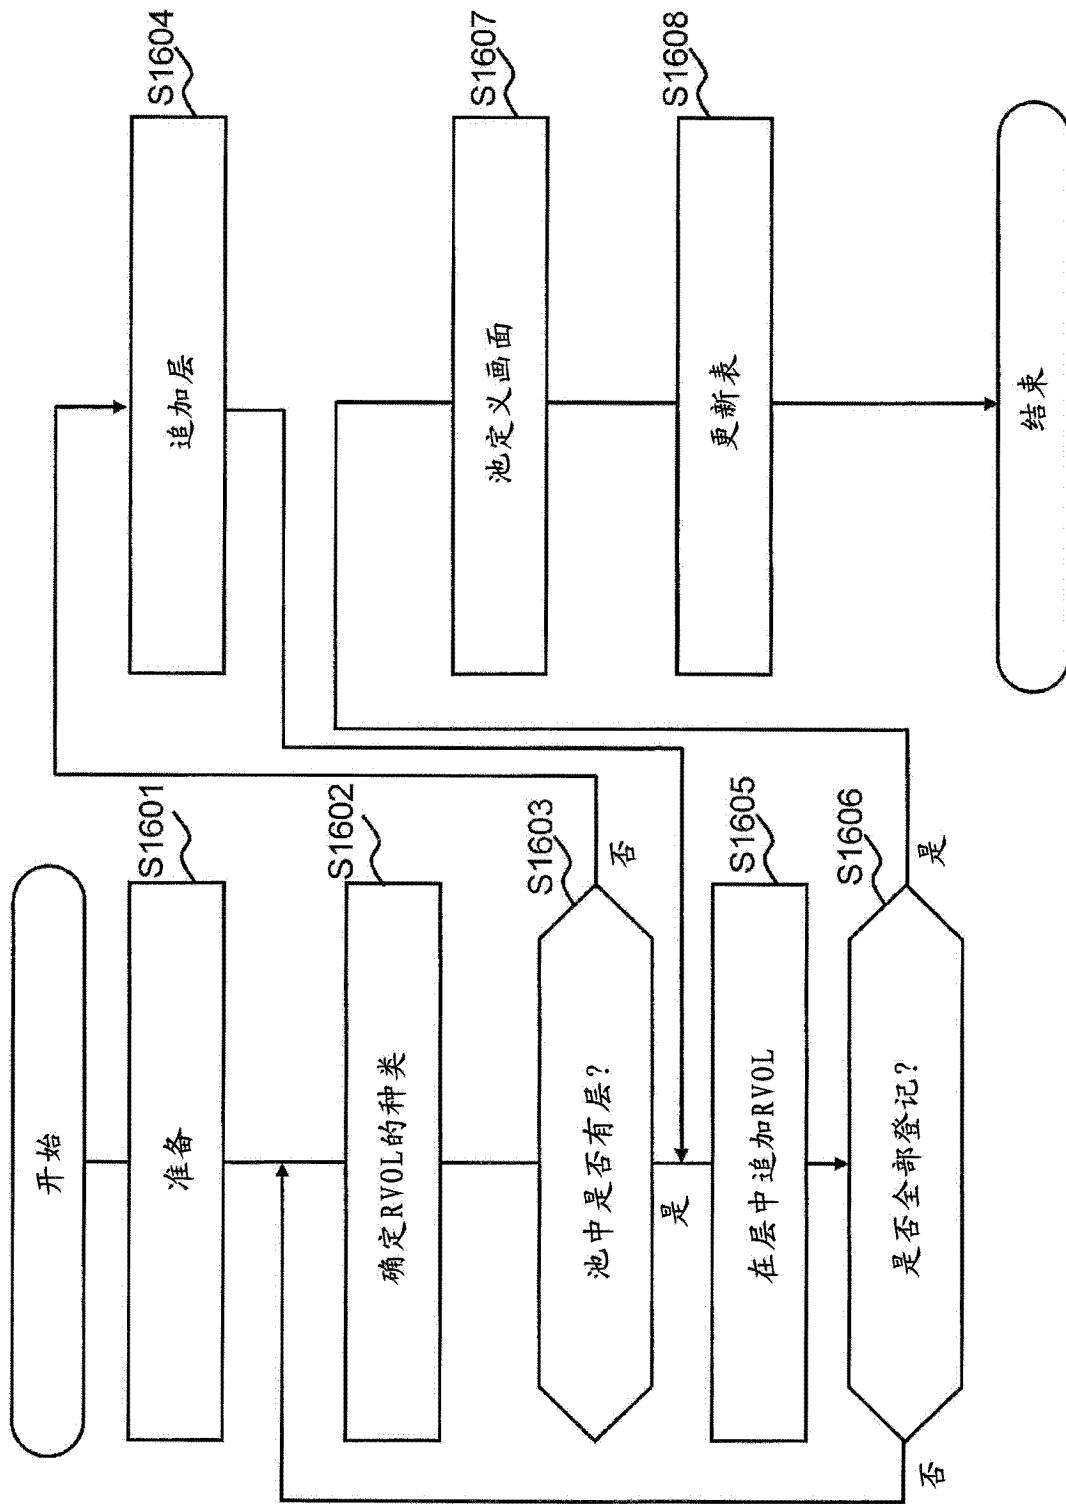 开始
准备
S1601
确定RVOL的种类
S1602
池中是否有层?
S1603
否
是
追加层
S1604
在层中追加RVOL
S1605
是否全部登记?
S1606
否
是
池定义画面
S1607
更新表
S1608
结束